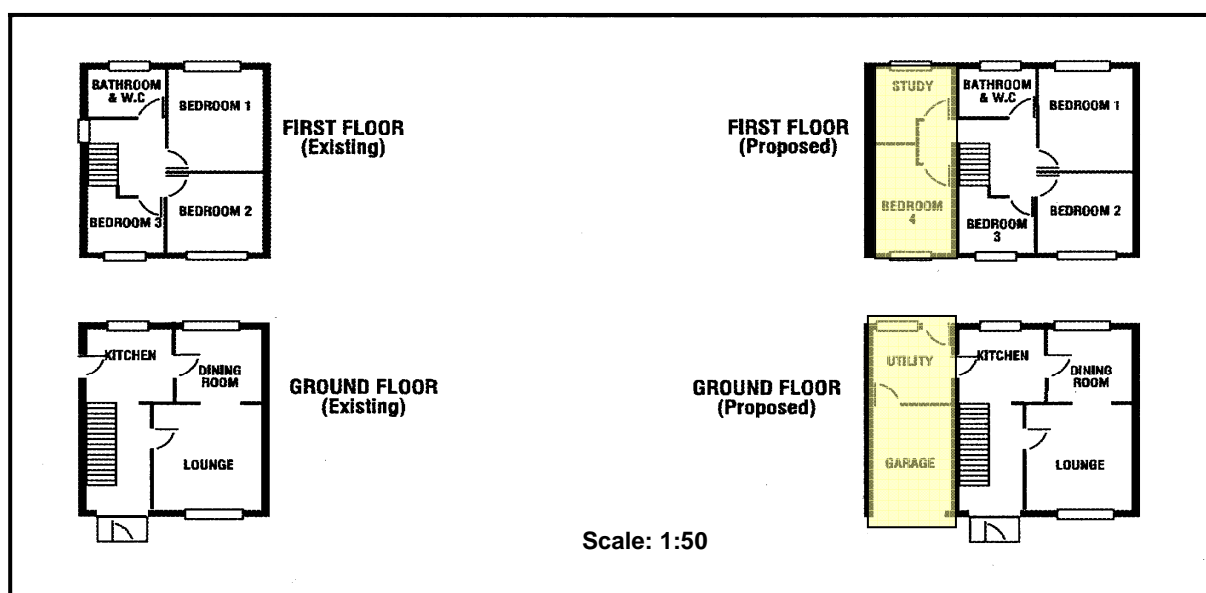 BATHROOM
& W.C
BEDROOM 1
FIRST FLOOR
(Existing)
BEDROOM 3
BEDROOM 2
STUDY
BATHROOM
& W.C
BEDROOM 1
FIRST FLOOR
(Proposed)
BEDROOM
4
BEDROOM
3
BEDROOM 2
KITCHEN
DINING
ROOM
GROUND FLOOR
(Existing)
LOUNGE
UTILITY
KITCHEN
DINING
ROOM
GROUND FLOOR
(Proposed)
GARAGE
LOUNGE
Scale: 1:50